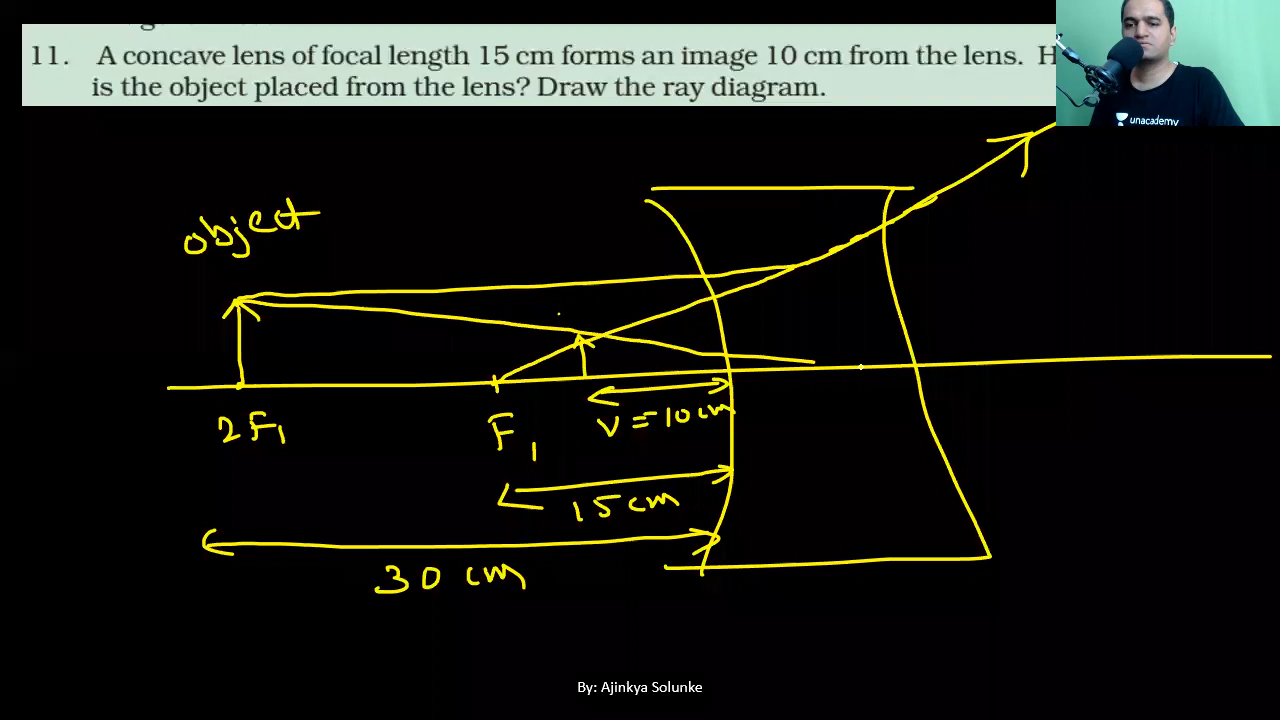 11. A concave lens of focal length 15 cm forms an image 10 cm from the lens. H
is the object placed from the lens? Draw the ray diagram.
unacademy
object
2F1
F1
V = -10 cm
15 cm
30 cm
By: Ajinkya Solunke